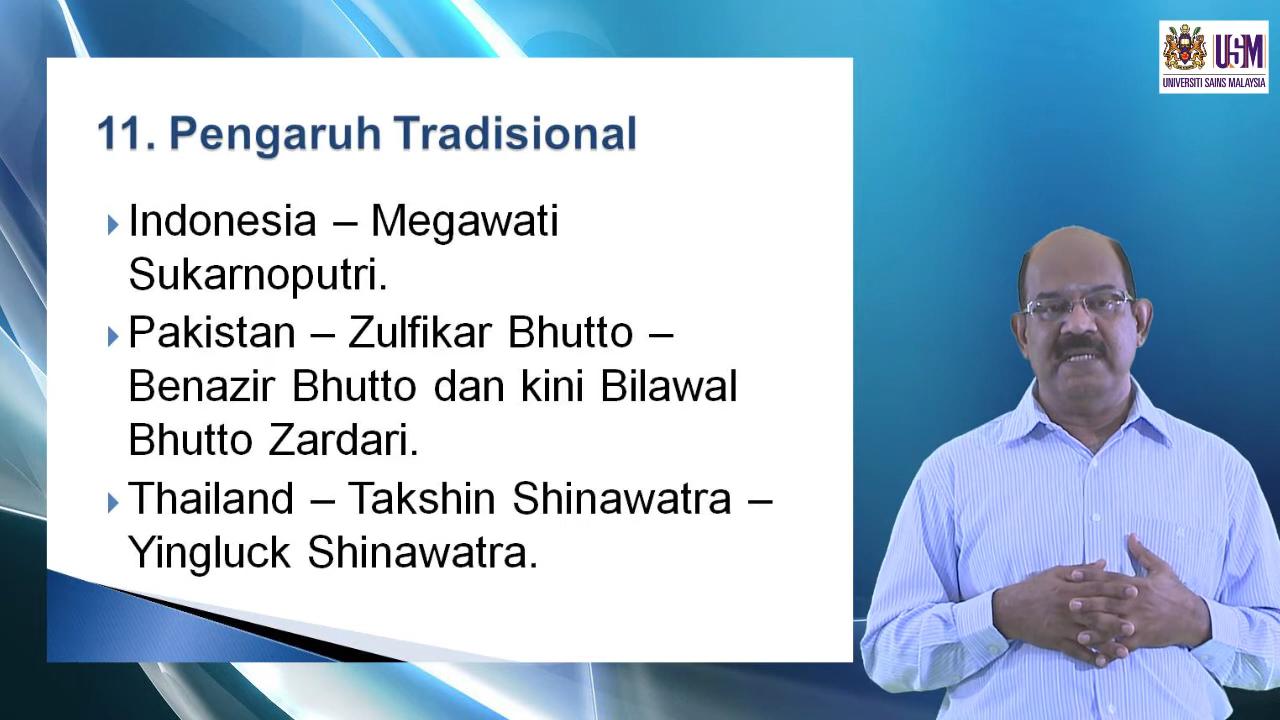 11. Pengaruh Tradisional
Indonesia – Megawati
Sukarnoputri.
Pakistan – Zulfikar Bhutto –
Benazir Bhutto dan kini Bilawal
Bhutto Zardari.
Thailand – Takshin Shinawatra –
Yingluck Shinawatra.
USM
UNIVERSITI SAINS MALAYSIA